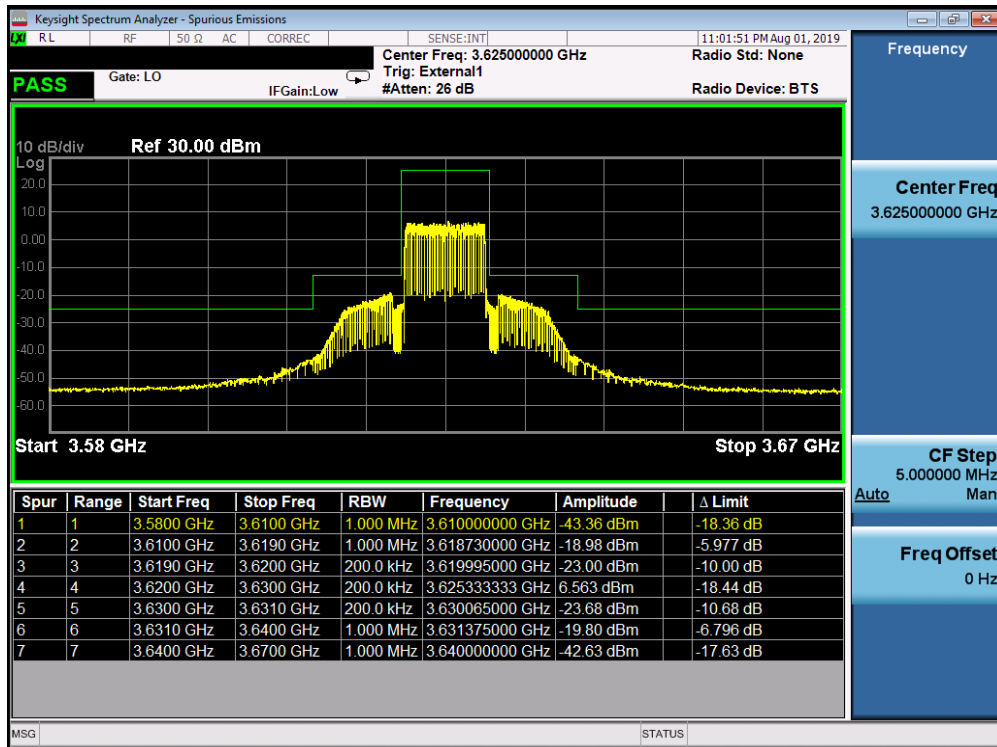 Keysight Spectrum Analyzer - Spurious Emissions
LXI RL RF 50 Ω AC CORREC SENSE:INT 11:01:51 PM Aug 01, 2019
Center Freq: 3.625000000 GHz Radio Std: None
Gate: LO Trig: External1
PASS IFGain:Low #Atten: 26 dB Radio Device: BTS
10 dB/div Ref 30.00 dBm
Log
20.0
10.0
0.00
-10.0
-20.0
-30.0
-40.0
-50.0
-60.0
Start 3.58 GHz Stop 3.67 GHz
Spur Range Start Freq Stop Freq RBW Frequency Amplitude Δ Limit
1 1 3.5800 GHz 3.6100 GHz 1.000 MHz 3.610000000 GHz -43.36 dBm -18.36 dB
2 2 3.6100 GHz 3.6190 GHz 1.000 MHz 3.618730000 GHz -18.98 dBm -5.977 dB
3 3 3.6190 GHz 3.6200 GHz 200.0 kHz 3.619995000 GHz -23.00 dBm -10.00 dB
4 4 3.6200 GHz 3.6300 GHz 200.0 kHz 3.625333333 GHz 6.563 dBm -18.44 dB
5 5 3.6300 GHz 3.6310 GHz 200.0 kHz 3.630065000 GHz -23.68 dBm -10.68 dB
6 6 3.6310 GHz 3.6400 GHz 1.000 MHz 3.631375000 GHz -19.80 dBm -6.796 dB
7 7 3.6400 GHz 3.6700 GHz 1.000 MHz 3.640000000 GHz -42.63 dBm -17.63 dB
MSG STATUS
Frequency
Center Freq
3.625000000 GHz
CF Step
5.000000 MHz
Auto Man
Freq Offset
0 Hz